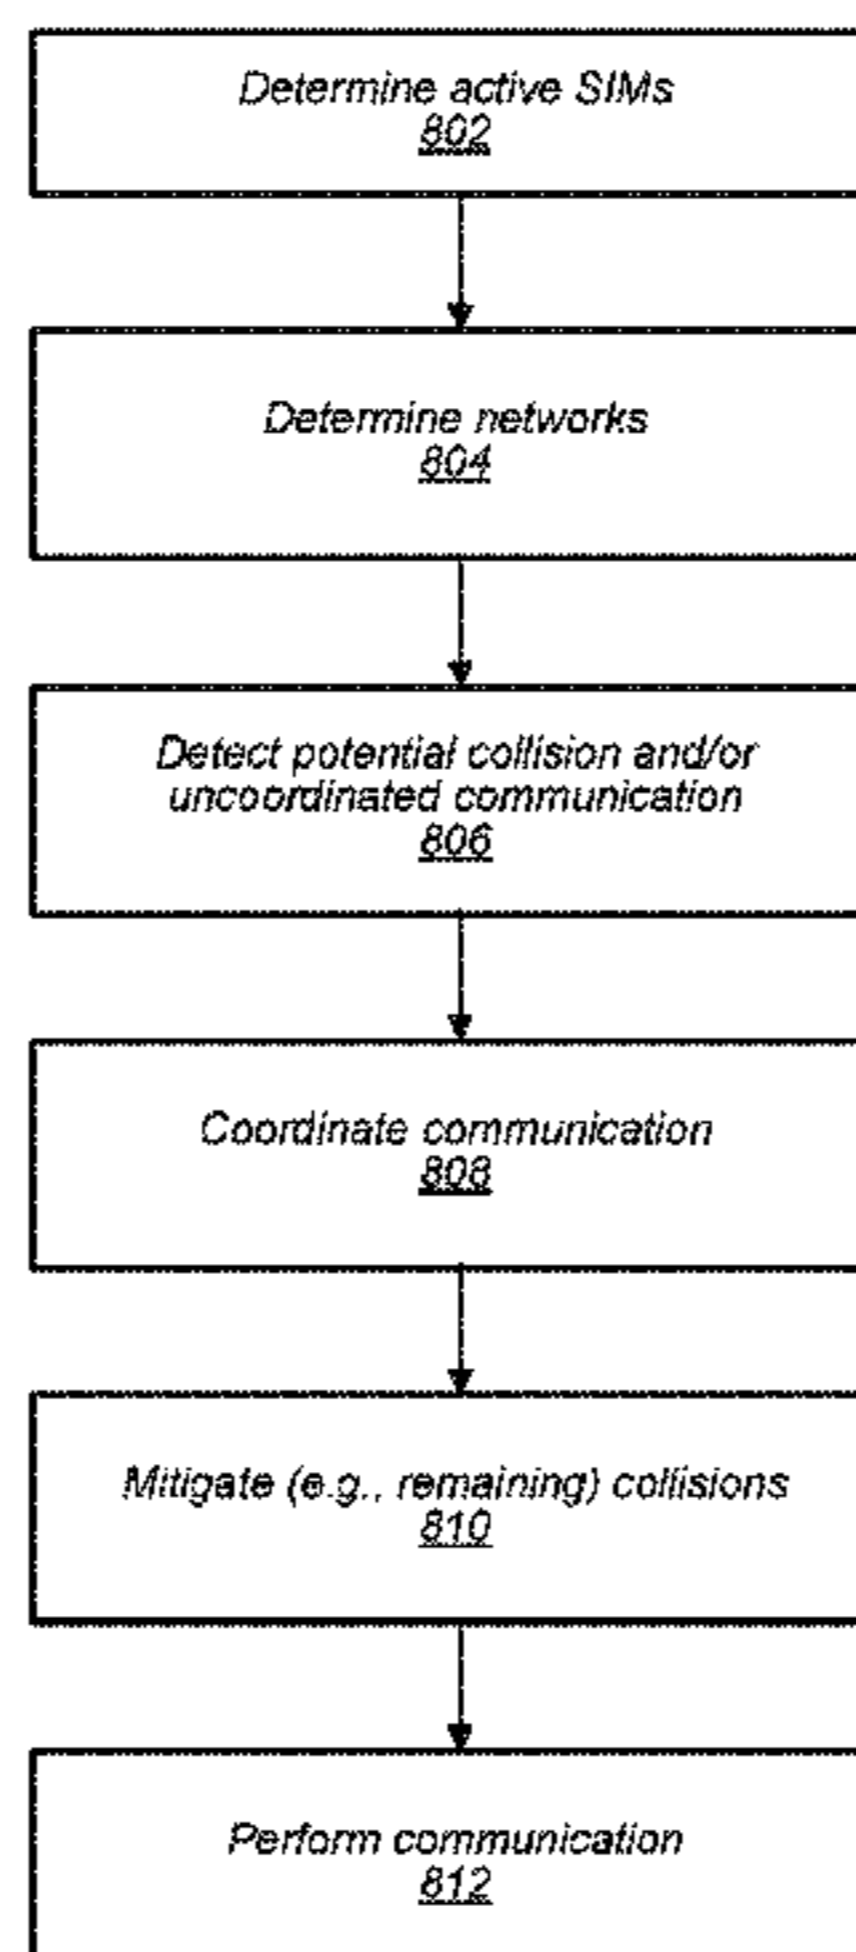 Determine active SIMs
802
Determine networks
804
Detect potential collision and/or
uncoordinated communication
806
Coordinate communication
808
Mitigate (e.g., remaining) collisions
810
Perform communication
812